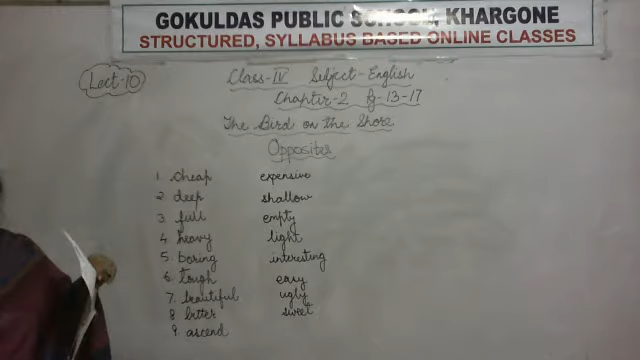 GOKULDAS PUBLIC SCHOOL, KHARGONE
STRUCTURED, SYLLABUS BASED ONLINE CLASSES
Lect-10
Class-IV Subject-English
Chapter-2 Pg-13-17
The Bird on the Shore
Opposites
1. cheap expensive
2. deep shallow
3. full empty
4. heavy light
5. boring interesting
6. tough easy
7. beautiful ugly
8. bitter sweet
9. ascend